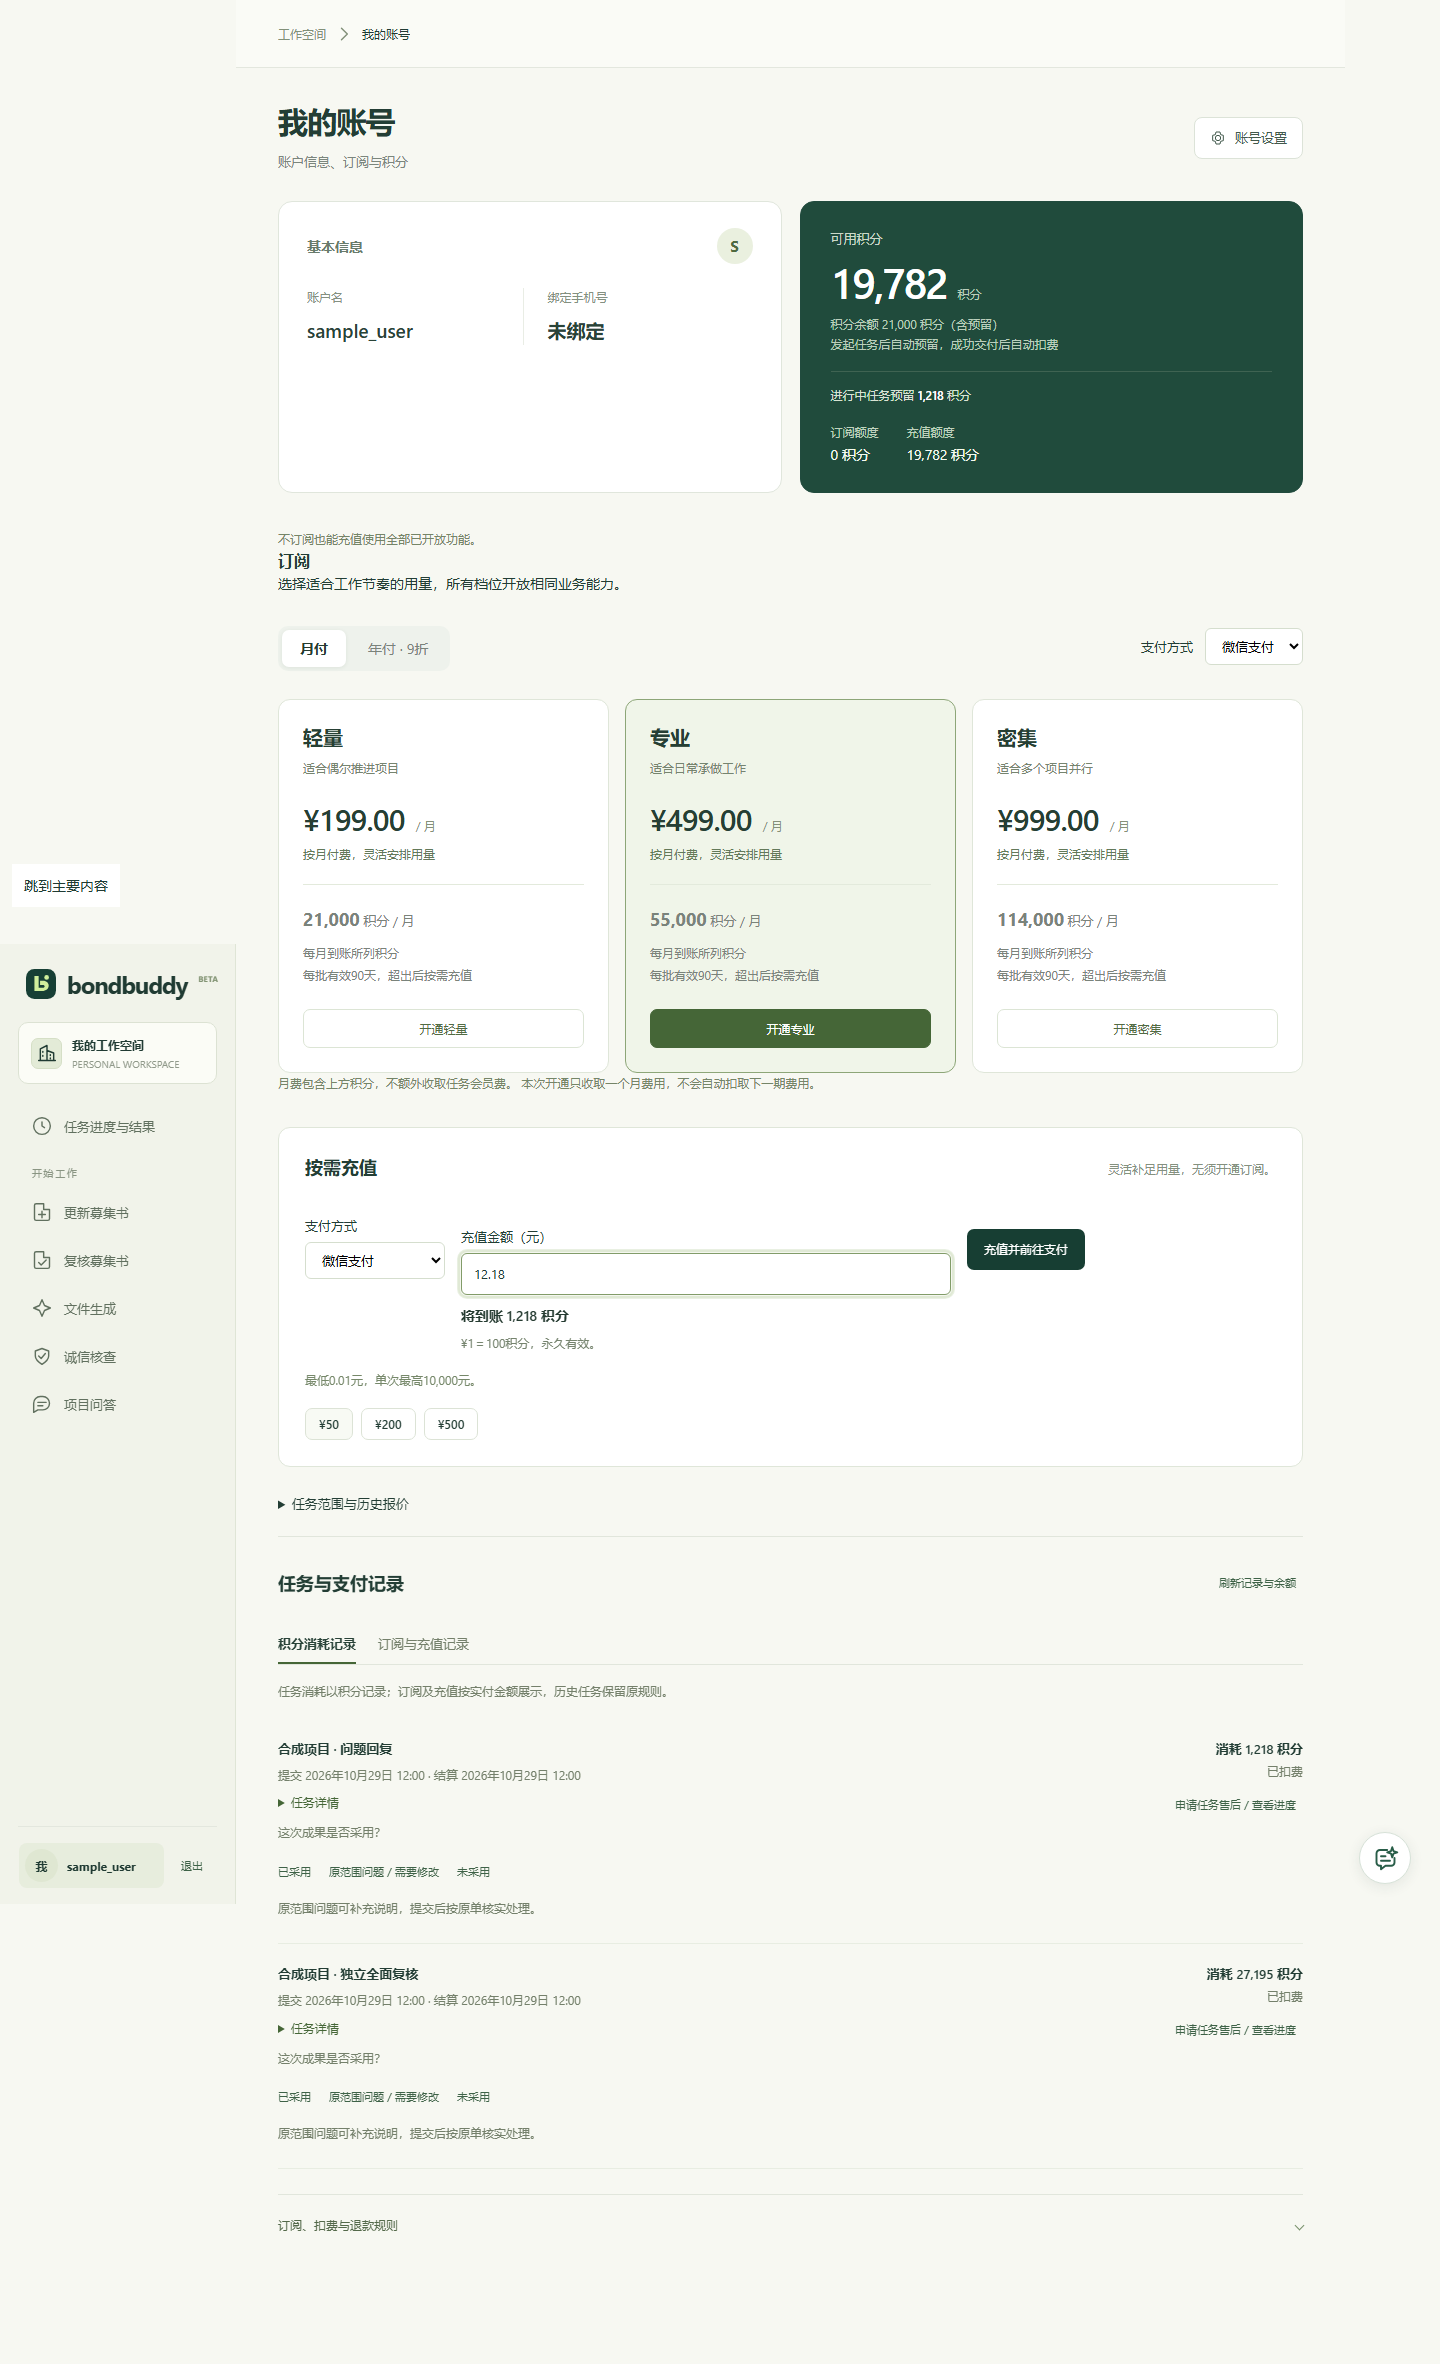 工作空间
我的账号
我的账号
账户信息、订阅与积分
账号设置
基本信息
S
账户名
sample_user
绑定手机号
未绑定
可用积分
19,782 积分
积分余额 21,000 积分（含预留）
发起任务后自动预留，成功交付后自动扣费
进行中任务预留 1,218 积分
订阅额度
0 积分
充值额度
19,782 积分
不订阅也能充值使用全部已开放功能。
订阅
选择适合工作节奏的用量，所有档位开放相同业务能力。
月付
年付 · 9折
支付方式
微信支付
轻量
适合偶尔推进项目
¥199.00 / 月
按月付费，灵活安排用量
21,000 积分 / 月
每月到账所列积分
每批有效90天，超出后按需充值
开通轻量
专业
适合日常承做工作
¥499.00 / 月
按月付费，灵活安排用量
55,000 积分 / 月
每月到账所列积分
每批有效90天，超出后按需充值
开通专业
密集
适合多个项目并行
¥999.00 / 月
按月付费，灵活安排用量
114,000 积分 / 月
每月到账所列积分
每批有效90天，超出后按需充值
开通密集
月费包含上方积分，不额外收取任务会员费。 本次开通只收取一个月费用，不会自动扣取下一期费用。
跳到主要内容
bondbuddy BETA
我的工作空间
PERSONAL WORKSPACE
任务进度与结果
开始工作
更新募集书
复核募集书
文件生成
诚信核查
项目问答
我
sample_user
退出
按需充值
灵活补足用量，无须开通订阅。
支付方式
微信支付
充值金额（元）
12.18
充值并前往支付
将到账 1,218 积分
¥1 = 100积分，永久有效。
最低0.01元，单次最高10,000元。
¥50
¥200
¥500
任务范围与历史报价
任务与支付记录
刷新记录与余额
积分消耗记录
订阅与充值记录
任务消耗以积分记录；订阅及充值按实付金额展示，历史任务保留原规则。
合成项目 · 问题回复
消耗 1,218 积分
提交 2026年10月29日 12:00 · 结算 2026年10月29日 12:00
已扣费
任务详情
申请任务售后 / 查看进度
这次成果是否采用？
已采用
原范围问题 / 需要修改
未采用
原范围问题可补充说明，提交后按原单核实处理。
合成项目 · 独立全面复核
消耗 27,195 积分
提交 2026年10月29日 12:00 · 结算 2026年10月29日 12:00
已扣费
任务详情
申请任务售后 / 查看进度
这次成果是否采用？
已采用
原范围问题 / 需要修改
未采用
原范围问题可补充说明，提交后按原单核实处理。
订阅、扣费与退款规则